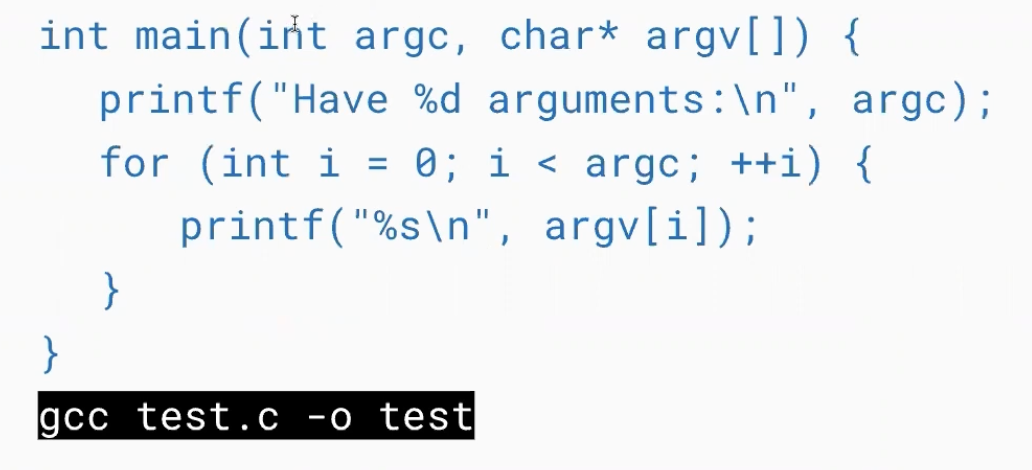 int main(int argc, char* argv[]) {
printf("Have %d arguments:\n", argc);
for (int i = 0; i < argc; ++i) {
printf("%s\n", argv[i]);
}
}
gcc test.c -o test